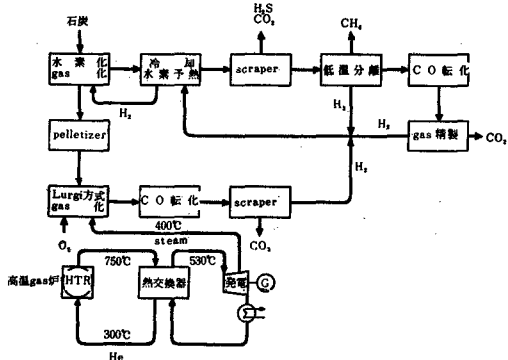 石炭
H₂S
CO₂
CH₄
水素化
gas 化
冷却
水素予熱
scraper
低温分離
CO転化
H₂
H₂
H₂
pelletizer
gas精製
CO₂
H₂
Lurgi方式
gas 化
CO転化
scraper
400℃
steam
O₂
CO₂
750℃
530℃
高温gas炉
HTR
熱交換器
発電
G
300℃
He